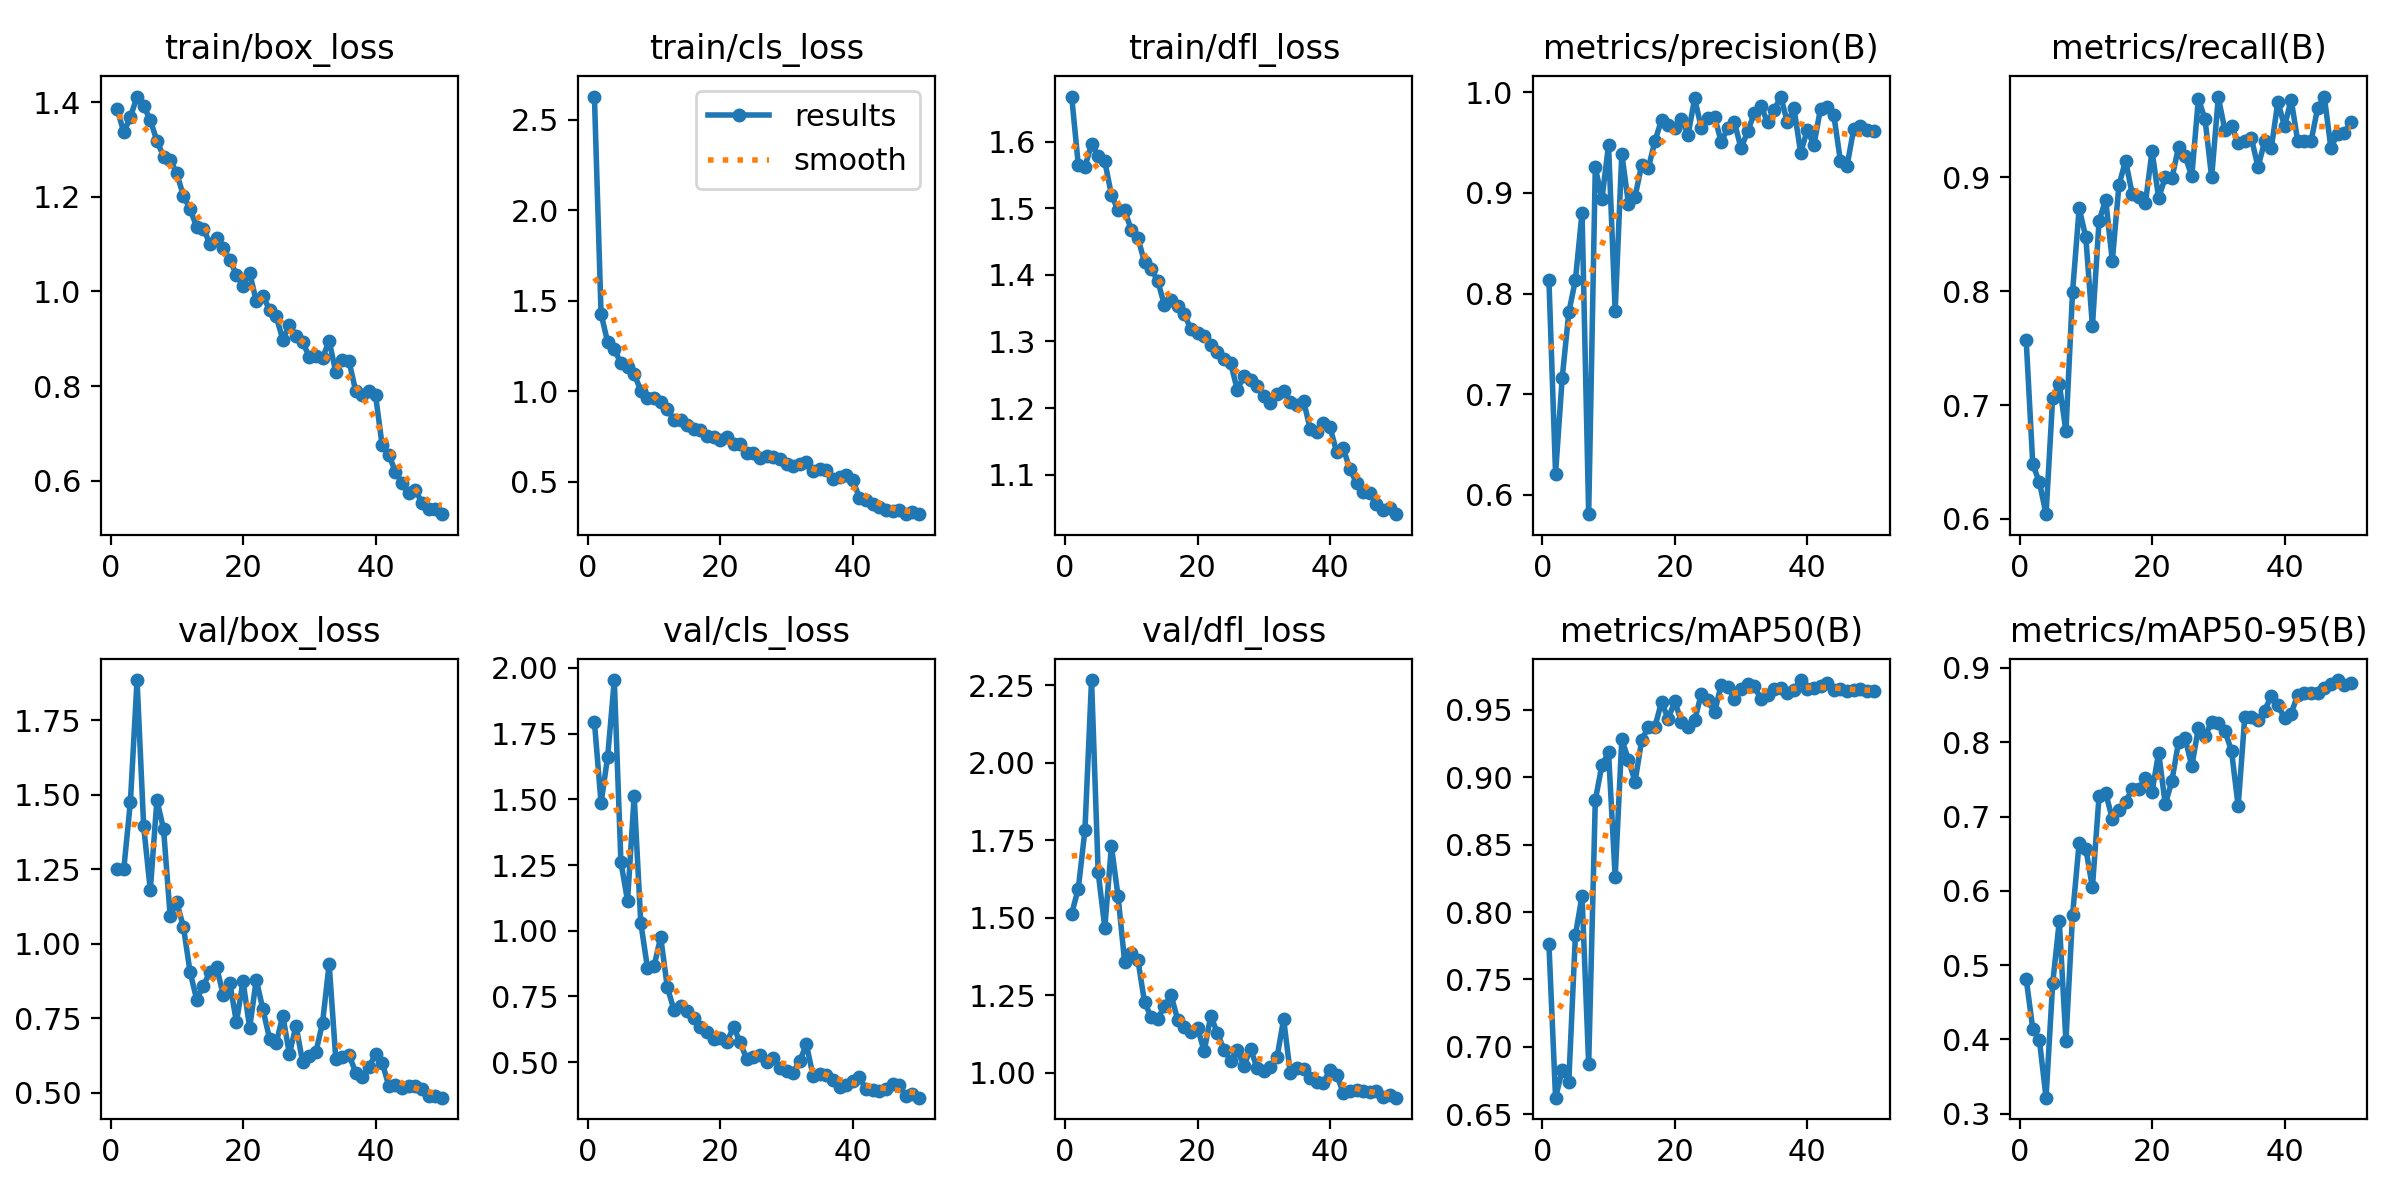 train/box_loss
1.4
1.2
1.0
0.8
0.6
0 20 40
train/cls_loss
results
smooth
2.5
2.0
1.5
1.0
0.5
0 20 40
train/dfl_loss
1.6
1.5
1.4
1.3
1.2
1.1
0 20 40
metrics/precision(B)
1.0
0.9
0.8
0.7
0.6
0 20 40
metrics/recall(B)
0.9
0.8
0.7
0.6
0 20 40
val/box_loss
1.75
1.50
1.25
1.00
0.75
0.50
0 20 40
val/cls_loss
2.00
1.75
1.50
1.25
1.00
0.75
0.50
0 20 40
val/dfl_loss
2.25
2.00
1.75
1.50
1.25
1.00
0 20 40
metrics/mAP50(B)
0.95
0.90
0.85
0.80
0.75
0.70
0.65
0 20 40
metrics/mAP50-95(B)
0.9
0.8
0.7
0.6
0.5
0.4
0.3
0 20 40